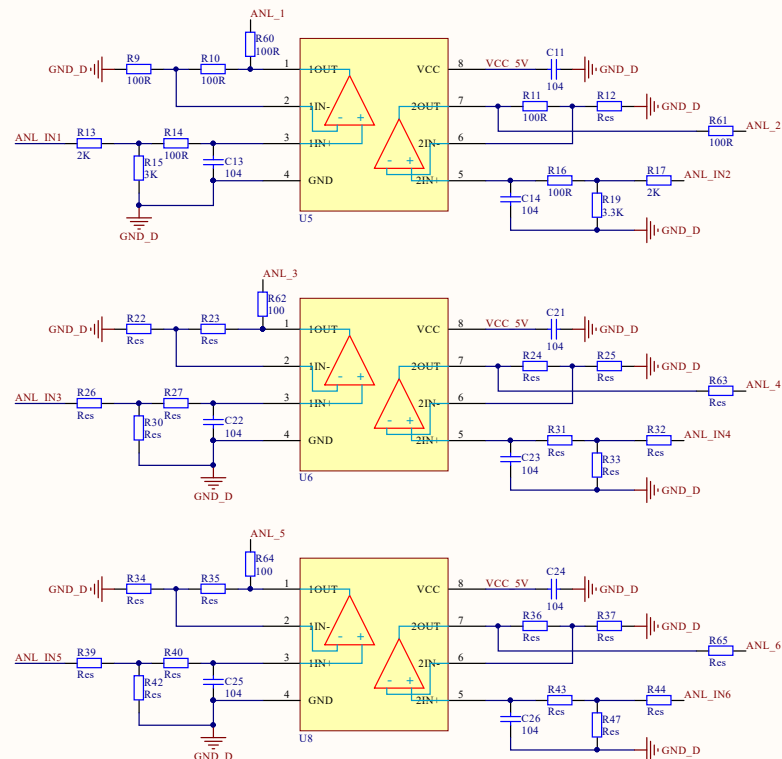 ANL_1
R60
100R
GND_D
R9
100R
R10
100R
1
1OUT
VCC
8
VCC_5V
C11
104
GND_D
2
1IN-
2OUT
7
R11
100R
R12
Res
GND_D
R61
100R
ANL_2
ANL_IN1
R13
2K
R14
100R
3
1IN+
2IN-
6
R15
3K
C13
104
4
GND
2IN+
5
R16
100R
R17
2K
ANL_IN2
C14
104
R19
3.3K
GND_D
U5
GND_D
ANL_3
R62
100
GND_D
R22
Res
R23
Res
1
1OUT
VCC
8
VCC_5V
C21
104
GND_D
2
1IN-
2OUT
7
R24
Res
R25
Res
GND_D
R63
Res
ANL_4
ANL_IN3
R26
Res
R27
Res
3
1IN+
2IN-
6
R30
Res
C22
104
4
GND
2IN+
5
R31
Res
R32
Res
ANL_IN4
C23
104
R33
Res
GND_D
U6
GND_D
ANL_5
R64
100
GND_D
R34
Res
R35
Res
1
1OUT
VCC
8
VCC_5V
C24
104
GND_D
2
1IN-
2OUT
7
R36
Res
R37
Res
GND_D
R65
Res
ANL_6
ANL_IN5
R39
Res
R40
Res
3
1IN+
2IN-
6
R42
Res
C25
104
4
GND
2IN+
5
R43
Res
R44
Res
ANL_IN6
C26
104
R47
Res
GND_D
U8
GND_D